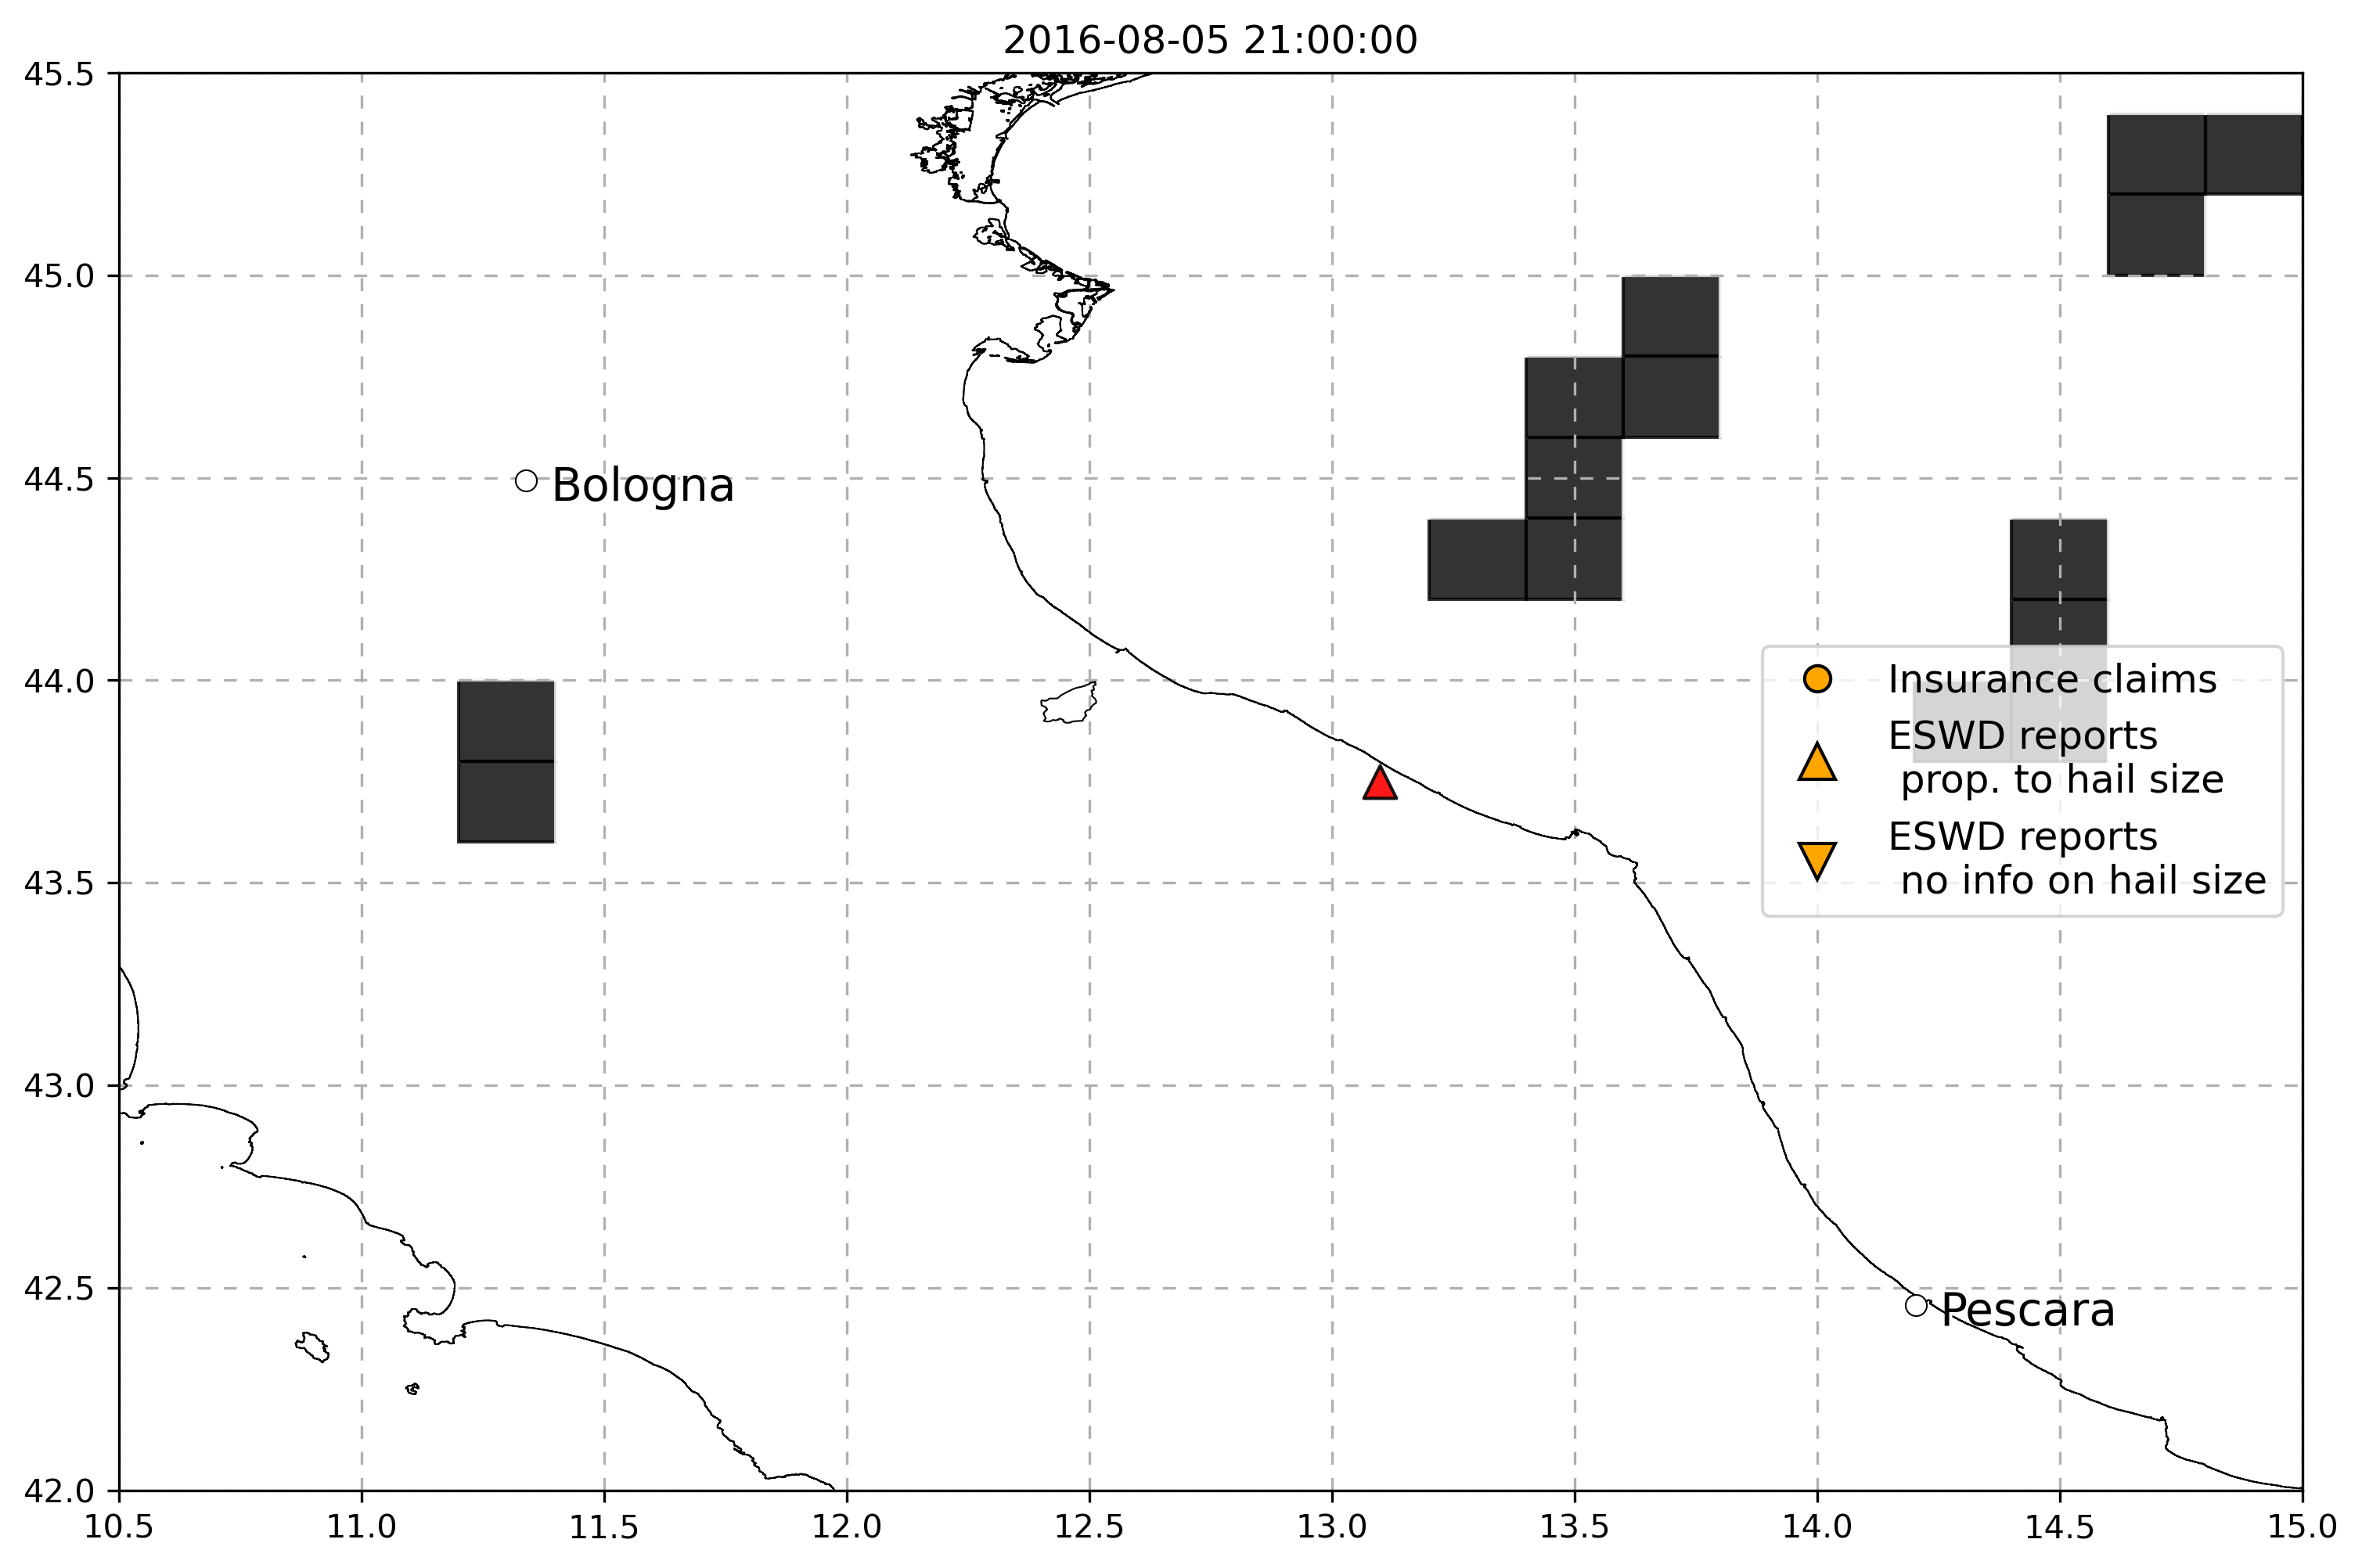 2016-08-05 21:00:00
45.5
45.0
44.5
44.0
43.5
43.0
42.5
42.0
Bologna
Insurance claims
ESWD reports
prop. to hail size
ESWD reports
no info on hail size
Pescara
10.5 11.0 11.5 12.0 12.5 13.0 13.5 14.0 14.5 15.0